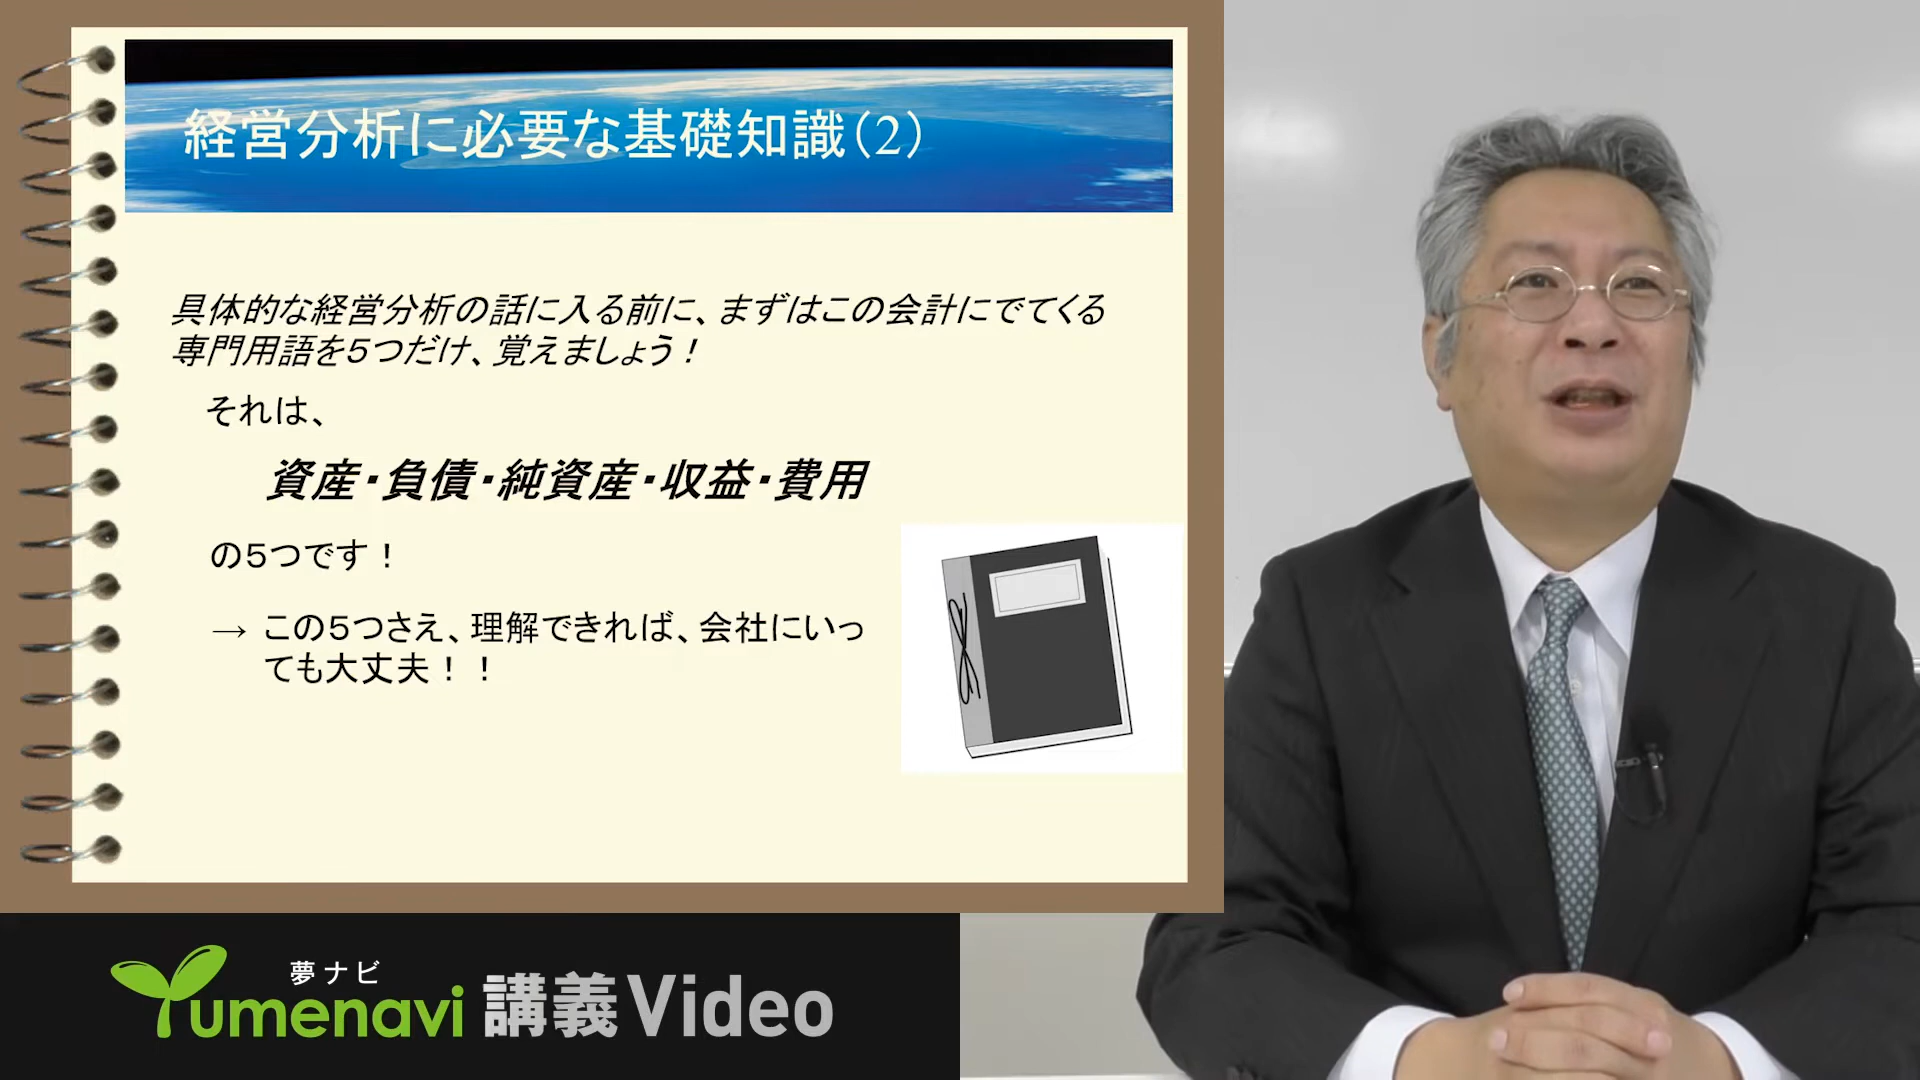 経営分析に必要な基礎知識（2）
具体的な経営分析の話に入る前に、まずはこの会計にでてくる
専門用語を５つだけ、覚えましょう！
それは、
資産・負債・純資産・収益・費用
の５つです！
→ この５つさえ、理解できれば、会社にいっ
ても大丈夫！！
夢ナビ
Yumenavi 講義Video